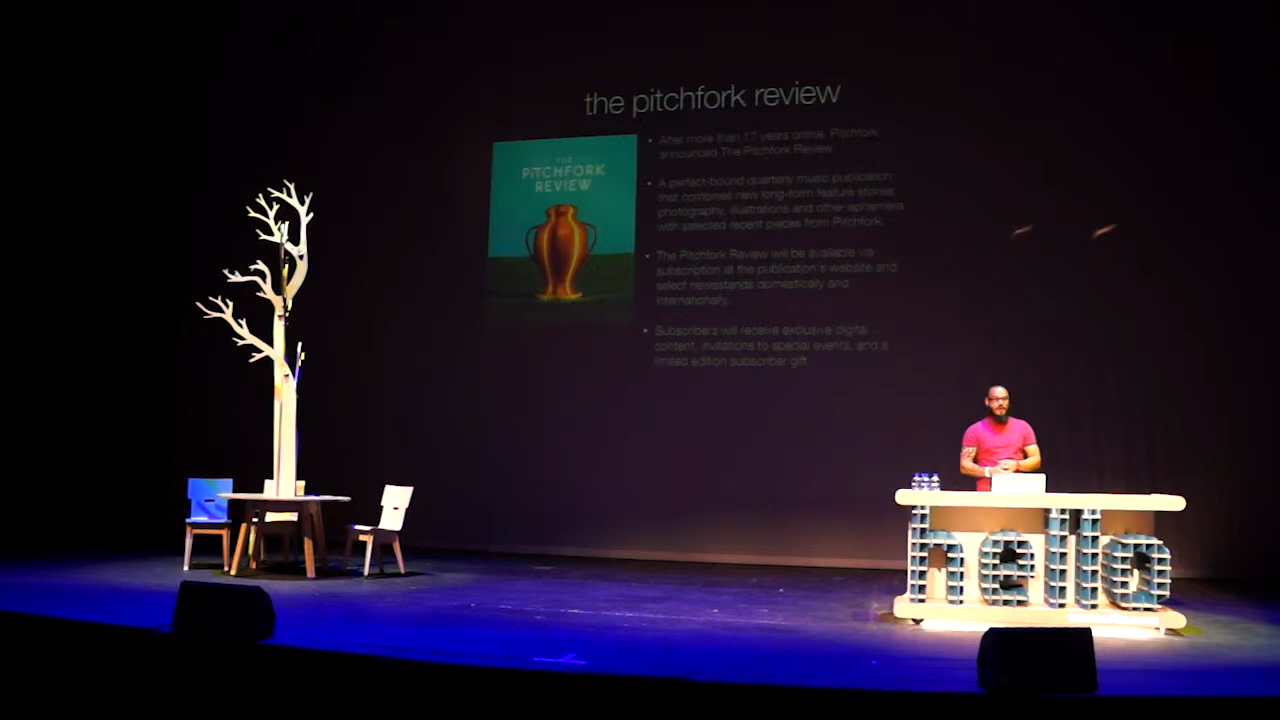 the pitchfork review
THE
PITCHFORK
REVIEW
• After more than 17 years online, Pitchfork
announced The Pitchfork Review
• A perfect-bound quarterly music publication
that combines new long-form feature stories,
photography, illustrations and other ephemera
with selected recent pieces from Pitchfork.
• The Pitchfork Review will be available via
subscription at the publication's website and
select newsstands domestically and
internationally.
• Subscribers will receive exclusive digital
content, invitations to special events, and a
limited edition subscriber gift
hello